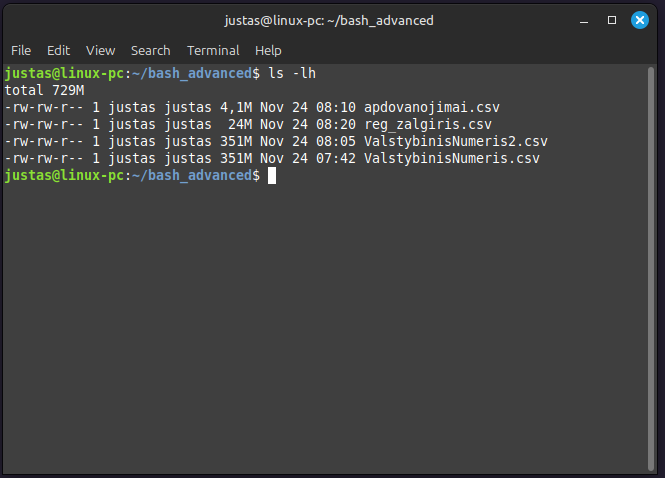 justas@linux-pc: ~/bash_advanced
File Edit View Search Terminal Help
justas@linux-pc:~/bash_advanced$ ls -lh
total 729M
-rw-rw-r-- 1 justas justas 4,1M Nov 24 08:10 apdovanojimai.csv
-rw-rw-r-- 1 justas justas  24M Nov 24 08:20 reg_zalgiris.csv
-rw-rw-r-- 1 justas justas 351M Nov 24 08:05 ValstybinisNumeris2.csv
-rw-rw-r-- 1 justas justas 351M Nov 24 07:42 ValstybinisNumeris.csv
justas@linux-pc:~/bash_advanced$